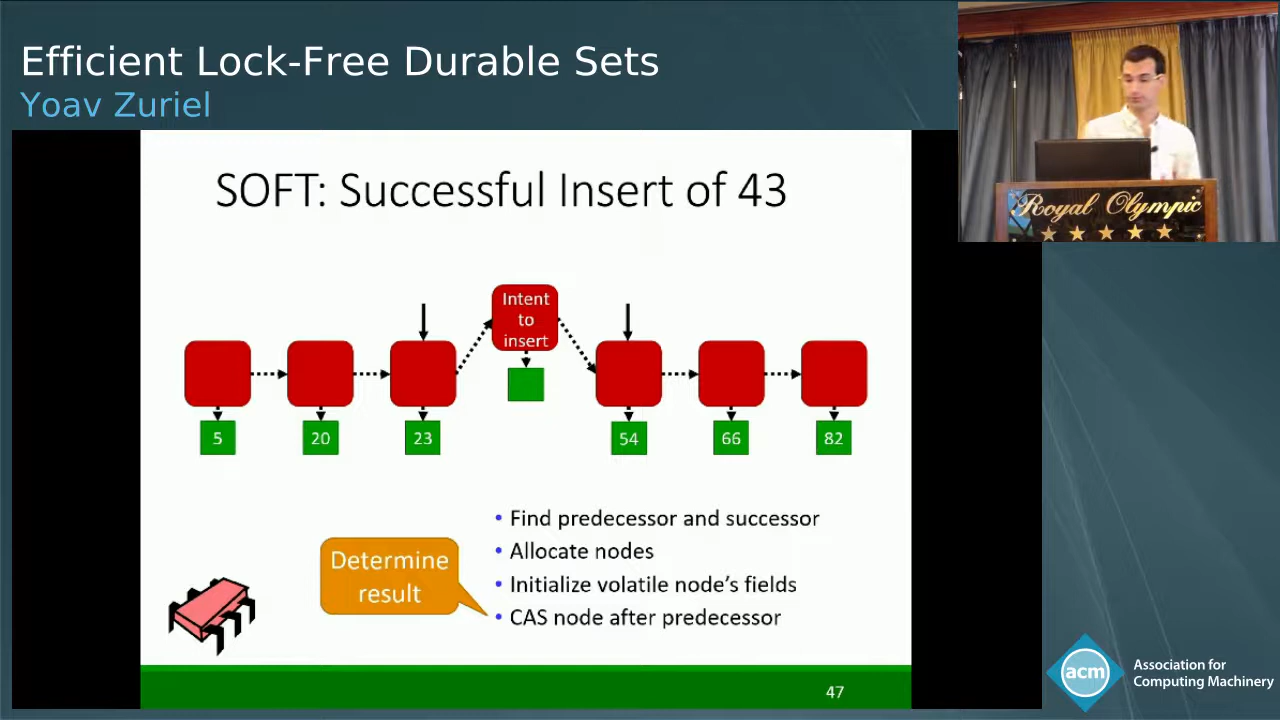 Efficient Lock-Free Durable Sets
Yoav Zuriel
Royal Olympic
SOFT: Successful Insert of 43
Intent
to
insert
5
20
23
54
66
82
• Find predecessor and successor
• Allocate nodes
• Initialize volatile node's fields
• CAS node after predecessor
Determine
result
47
acm
Association for
Computing Machinery